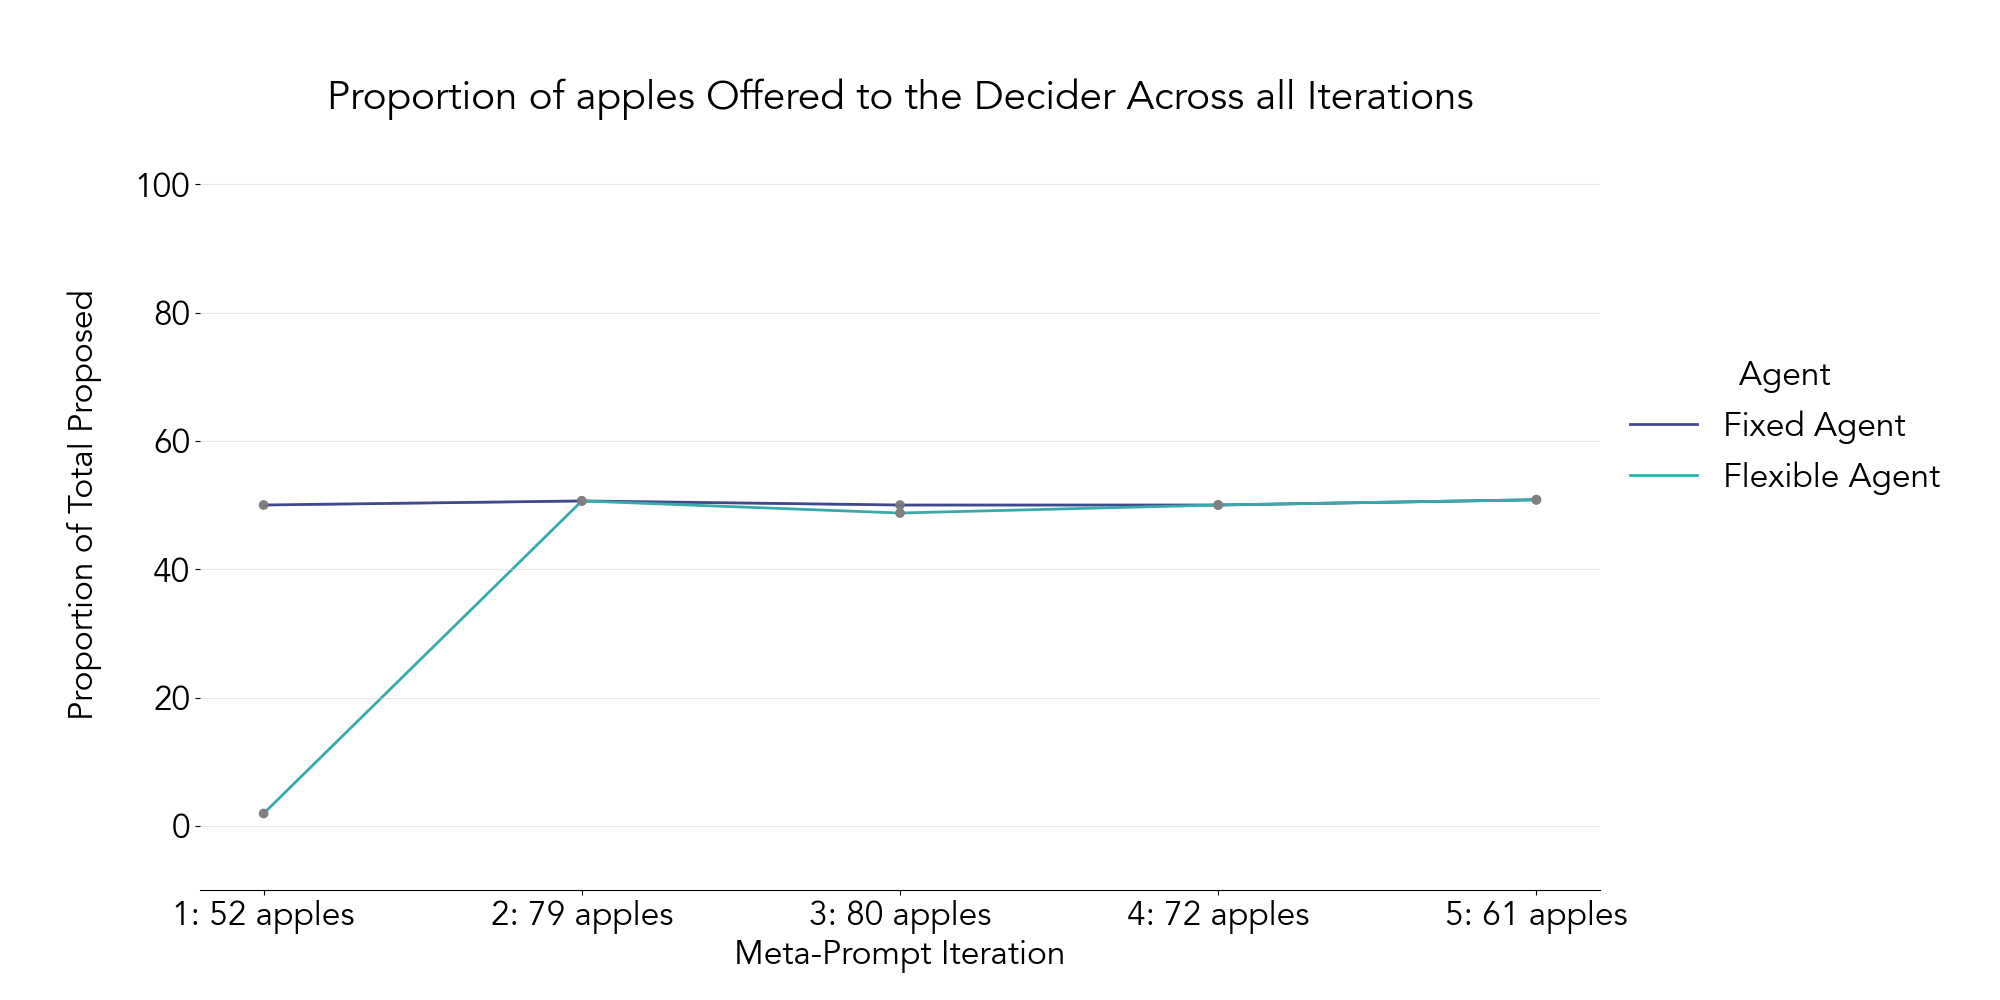 Proportion of apples Offered to the Decider Across all Iterations
100
80
60
40
20
0
Proportion of Total Proposed
1: 52 apples
2: 79 apples
3: 80 apples
4: 72 apples
5: 61 apples
Meta-Prompt Iteration
Agent
Fixed Agent
Flexible Agent